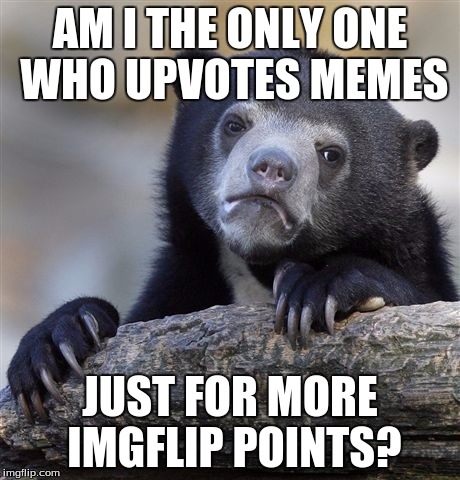 AM I THE ONLY ONE
WHO UPVOTES MEMES
JUST FOR MORE
IMGFLIP POINTS?
imgflip.com